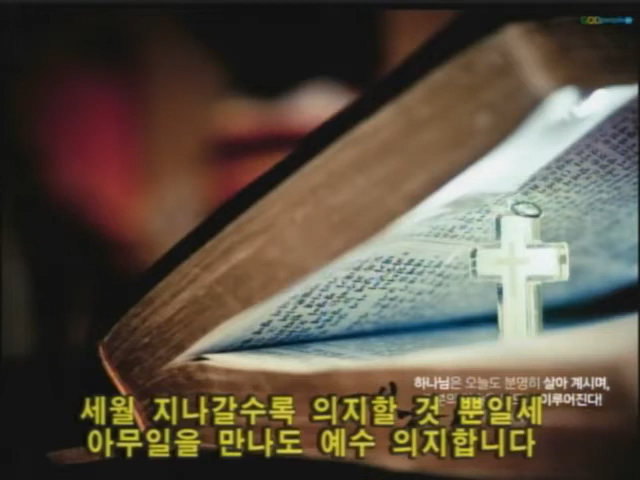 GODpeople
하나님은 오늘도 분명히 살아 계시며,
이루어진다!
세월 지나갈수록 의지할 것 뿐일세
아무일을 만나도 예수 의지합니다